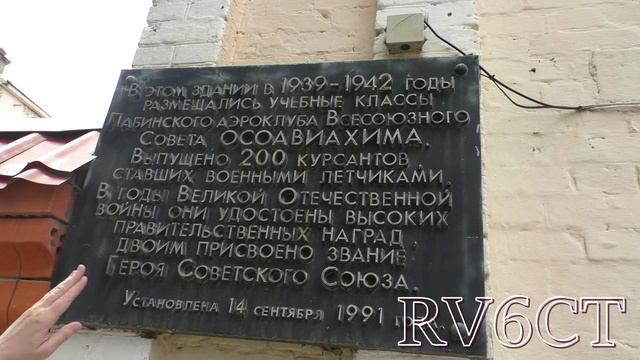 В этом здании в 1939-1942 годы
размещались учебные классы
Лабинского аэроклуба Всесоюзного
Совета ОСОАВИАХИМА.
Выпущено 200 курсантов,
ставших военными летчиками.
В годы Великой Отечественной
войны они удостоены высоких
правительственных наград,
двоим присвоено звание:
Героя Советского Союза.
Установлена 14 сентября 1991
RV6CT